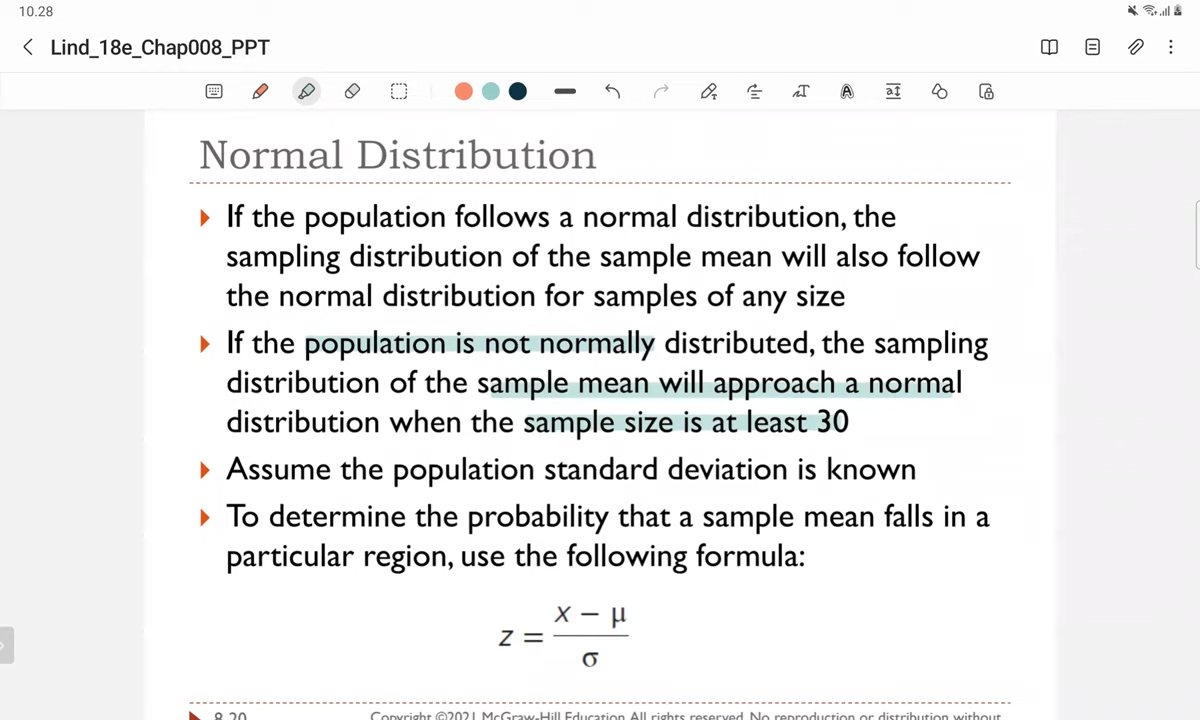 10.28
Lind_18e_Chap008_PPT
Normal Distribution
If the population follows a normal distribution, the
sampling distribution of the sample mean will also follow
the normal distribution for samples of any size
If the population is not normally distributed, the sampling
distribution of the sample mean will approach a normal
distribution when the sample size is at least 30
Assume the population standard deviation is known
To determine the probability that a sample mean falls in a
particular region, use the following formula:
z = (x − μ) / σ
8-20 Copyright ©2021 McGraw-Hill Education. All rights reserved. No reproduction or distribution without